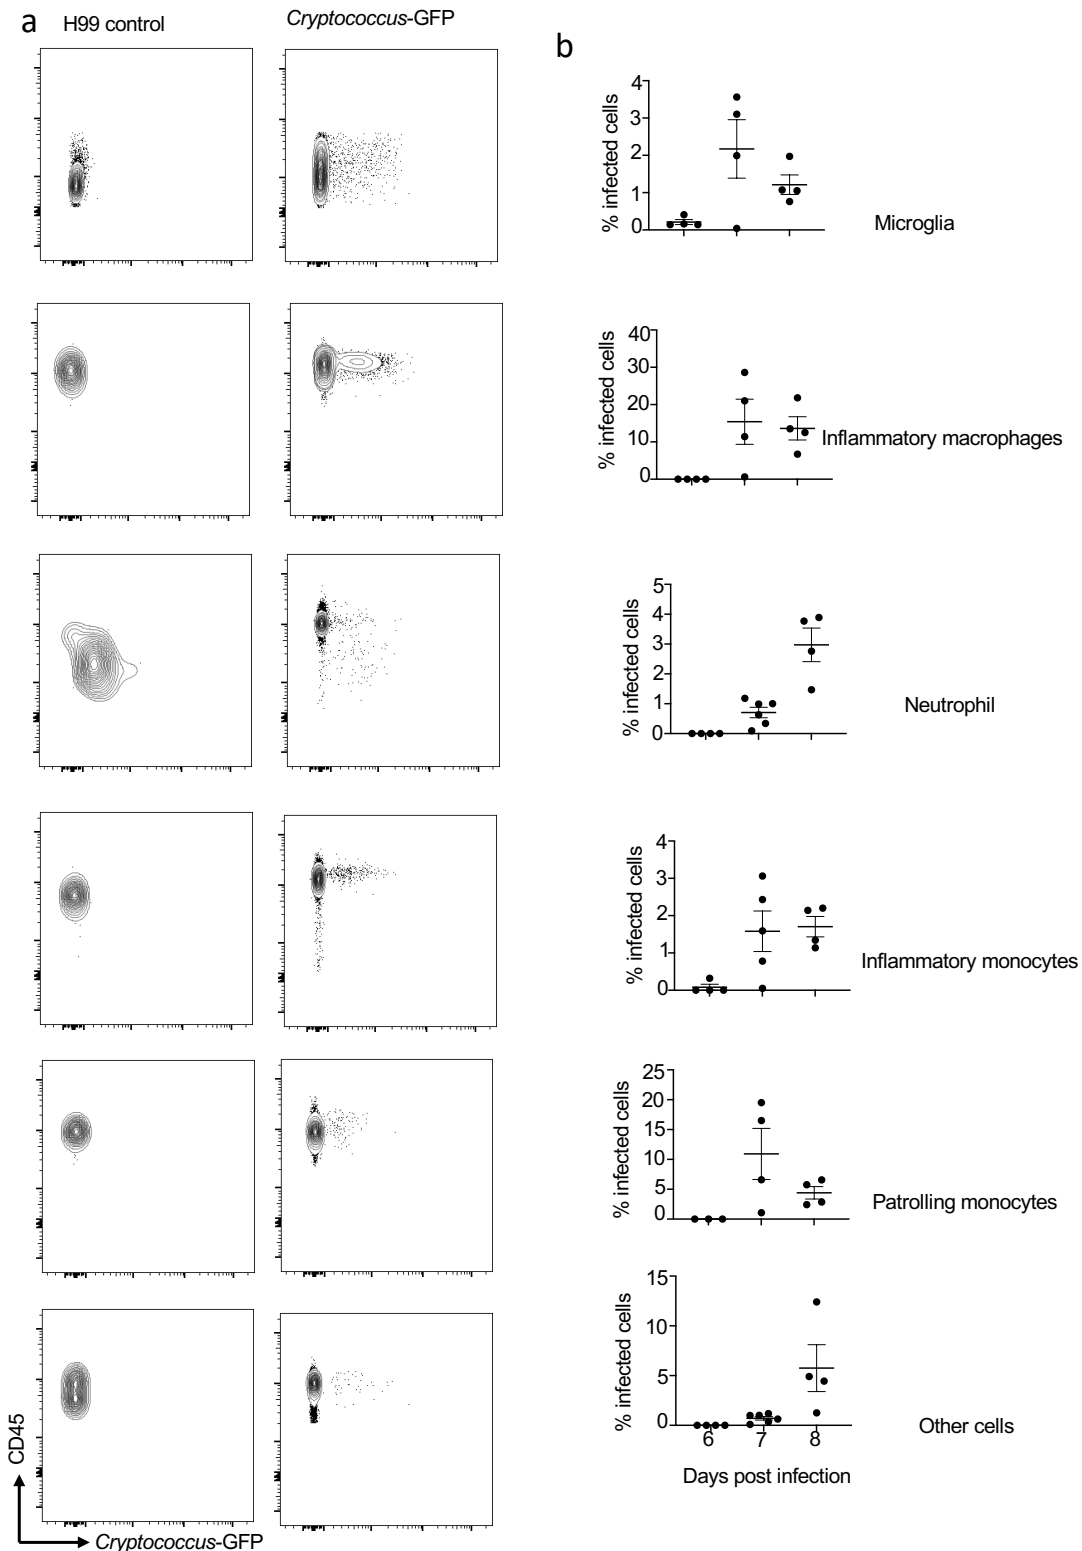 a
H99 control
Cryptococcus-GFP
b
4
3
2
1
0
% infected cells
Microglia
40
30
20
10
0
% infected cells
Inflammatory macrophages
5
4
3
2
1
0
% infected cells
Neutrophil
4
3
2
1
0
% infected cells
Inflammatory monocytes
25
20
15
10
5
0
% infected cells
Patrolling monocytes
15
10
5
0
% infected cells
Other cells
6 7 8
Days post infection
CD45
Cryptococcus-GFP